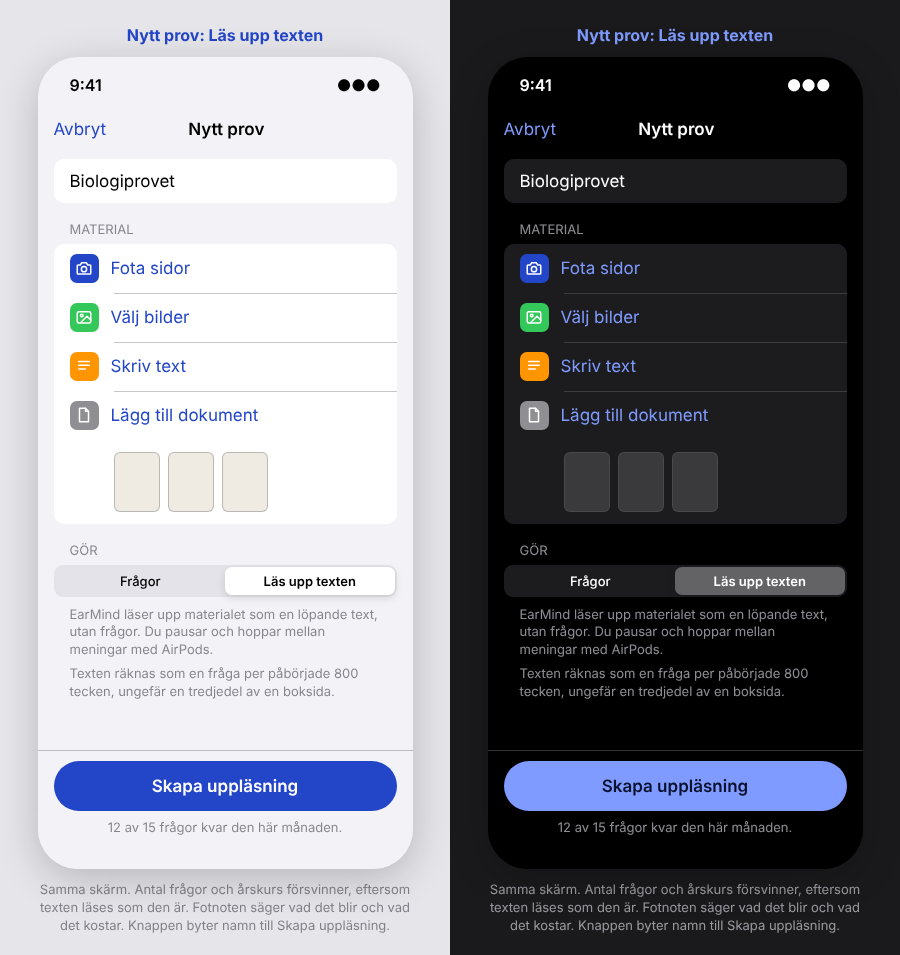 Nytt prov: Läs upp texten
9:41
Avbryt
Nytt prov
Biologiprovet
MATERIAL
Fota sidor
Välj bilder
Skriv text
Lägg till dokument
GÖR
Frågor
Läs upp texten
EarMind läser upp materialet som en löpande text,
utan frågor. Du pausar och hoppar mellan
meningar med AirPods.
Texten räknas som en fråga per påbörjade 800
tecken, ungefär en tredjedel av en boksida.
Skapa uppläsning
12 av 15 frågor kvar den här månaden.
Samma skärm. Antal frågor och årskurs försvinner, eftersom
texten läses som den är. Fotnoten säger vad det blir och vad
det kostar. Knappen byter namn till Skapa uppläsning.
Nytt prov: Läs upp texten
9:41
Avbryt
Nytt prov
Biologiprovet
MATERIAL
Fota sidor
Välj bilder
Skriv text
Lägg till dokument
GÖR
Frågor
Läs upp texten
EarMind läser upp materialet som en löpande text,
utan frågor. Du pausar och hoppar mellan
meningar med AirPods.
Texten räknas som en fråga per påbörjade 800
tecken, ungefär en tredjedel av en boksida.
Skapa uppläsning
12 av 15 frågor kvar den här månaden.
Samma skärm. Antal frågor och årskurs försvinner, eftersom
texten läses som den är. Fotnoten säger vad det blir och vad
det kostar. Knappen byter namn till Skapa uppläsning.